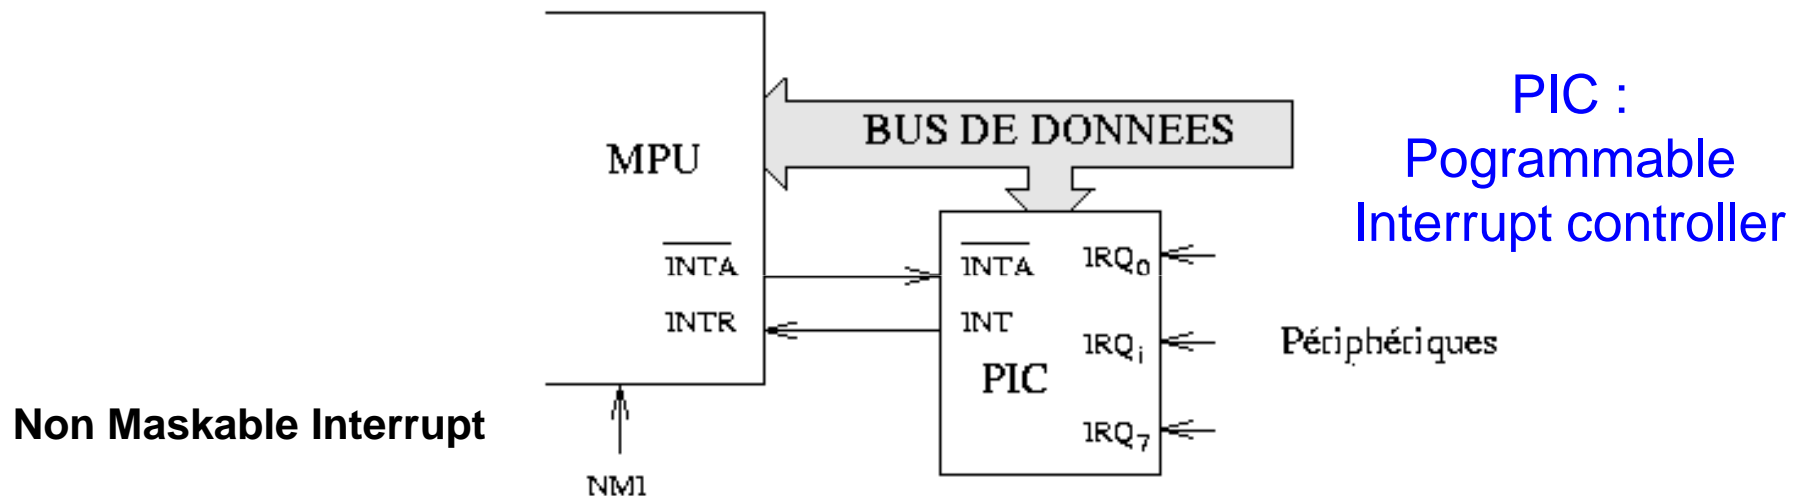 BUS DE DONNEES
PIC :
Pogrammable
Interrupt controller
MPU
INTA
INTR
INTA
INT
PIC
IRQ0
IRQi
IRQ7
Périphériques
Non Maskable Interrupt
NMI